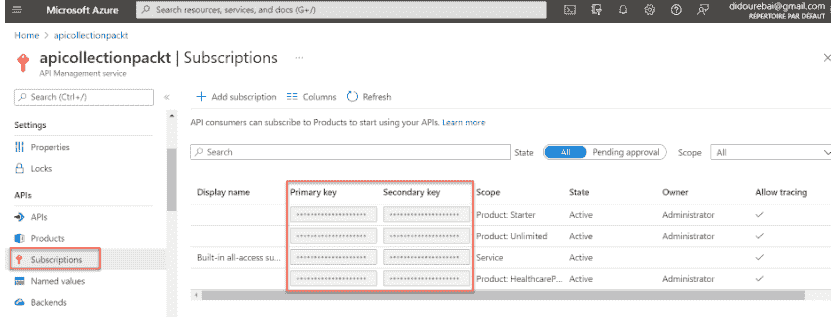 Microsoft Azure
Search resources, services, and docs (G+/)
didourebai@gmail.com
RÉPERTOIRE PAR DÉFAUT
Home > apicollectionpackt
apicollectionpackt | Subscriptions ...
API Management service
Search (Ctrl+/)
Add subscription Columns Refresh
Settings
API consumers can subscribe to Products to start using your APIs. Learn more
Properties
Search State All Pending approval Scope All
Locks
APIs
Display name Primary key Secondary key Scope State Owner Allow tracing
APIs
Product: Starter Active Administrator
Products
Product: Unlimited Active Administrator
Subscriptions
Built-in all-access su... Service Active
Named values
Product: HealthcareP... Active Administrator
Backends